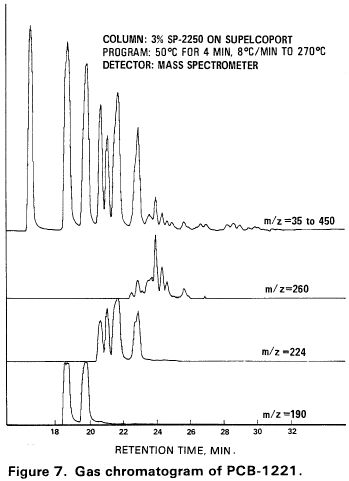 COLUMN: 3% SP-2250 ON SUPELCOPORT
PROGRAM: 50°C FOR 4 MIN, 8°C/MIN TO 270°C
DETECTOR: MASS SPECTROMETER
m/z=35 to 450
m/z=260
m/z=224
m/z=190
18 20 22 24 26 28 30 32
RETENTION TIME, MIN.
Figure 7. Gas chromatogram of PCB-1221.